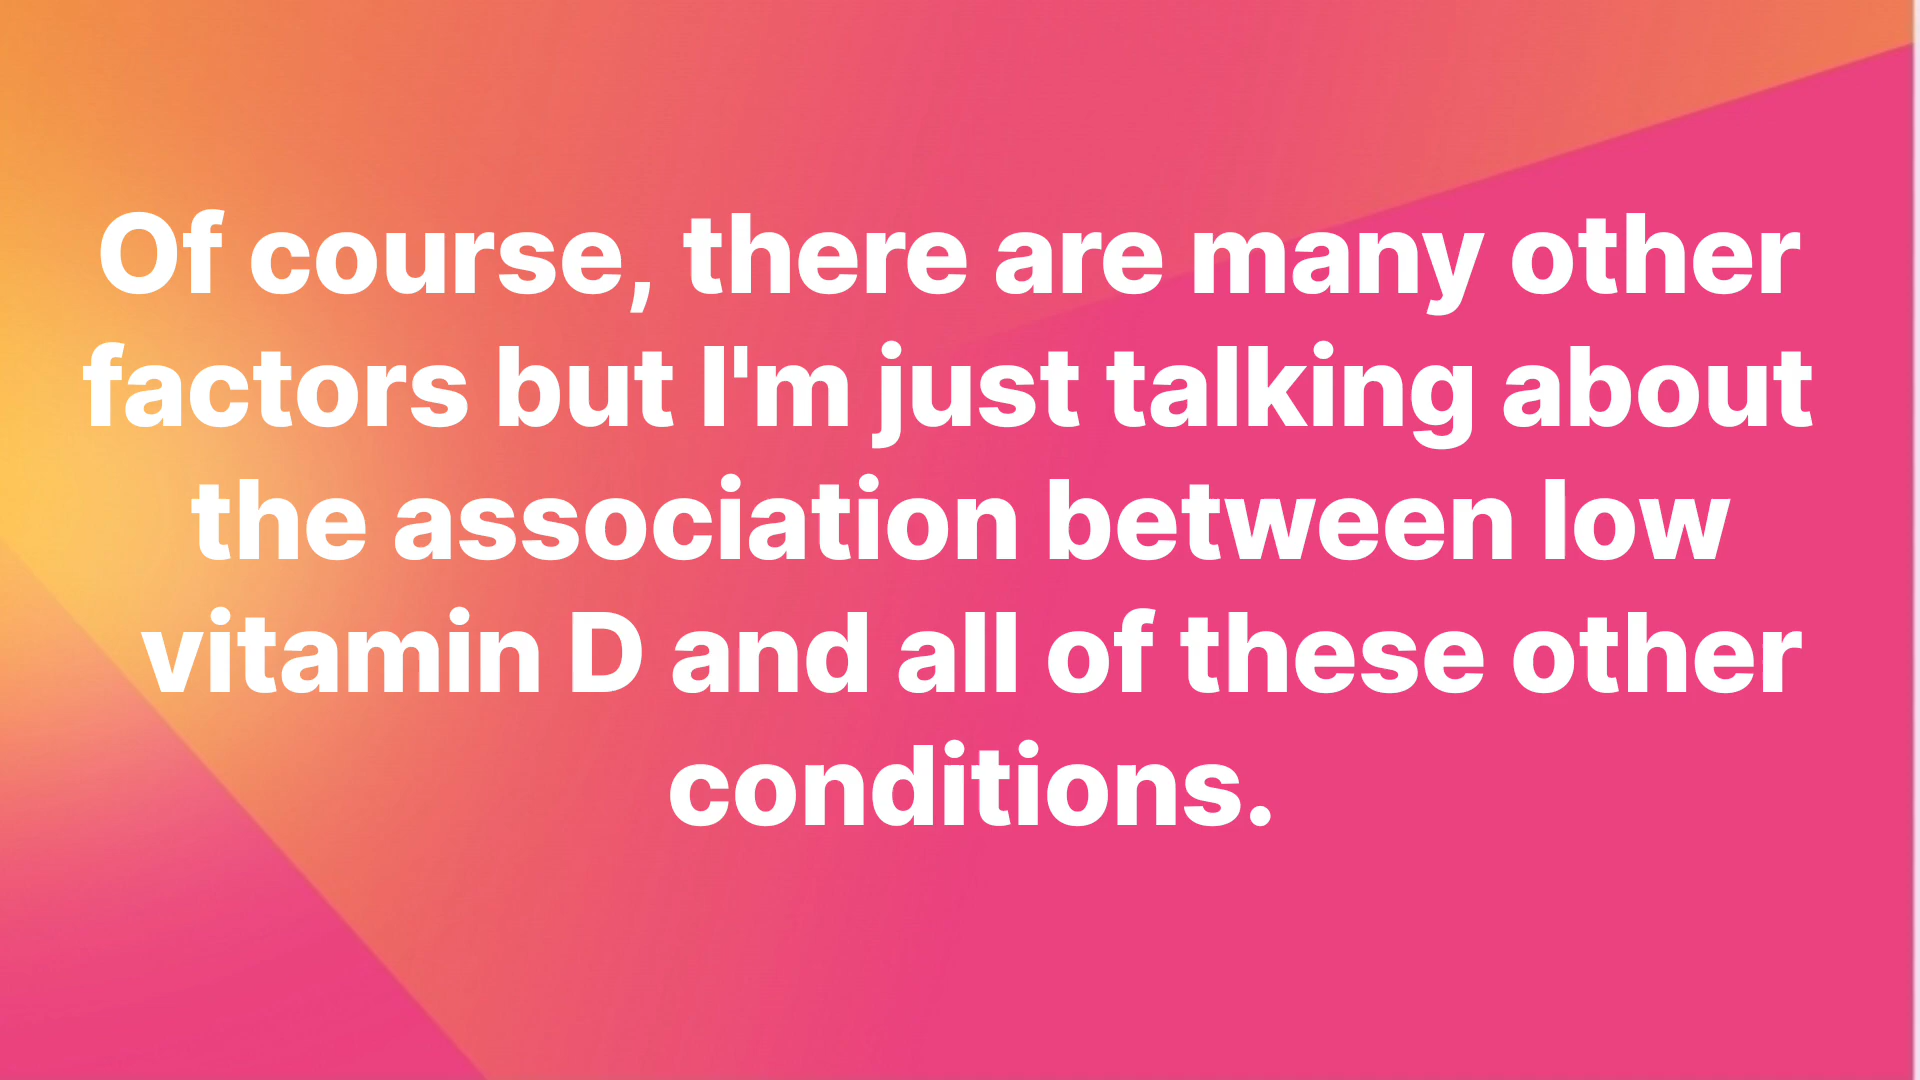 Of course, there are many other
factors but I'm just talking about
the association between low
vitamin D and all of these other
conditions.